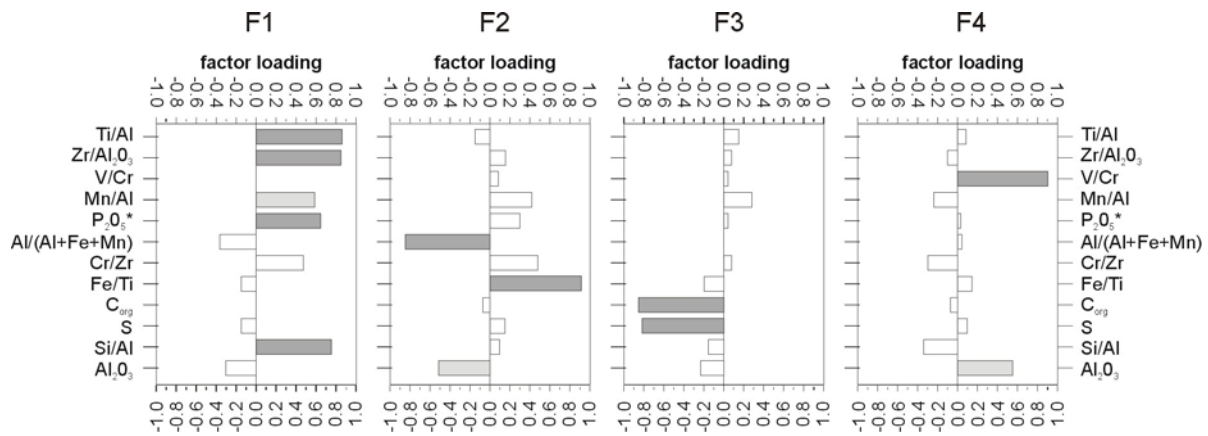 F1 F2 F3 F4
factor loading factor loading factor loading factor loading
-1.0 -0.8 -0.6 -0.4 -0.2 0.0 0.2 0.4 0.6 0.8 1.0 -1.0 -0.8 -0.6 -0.4 -0.2 0.0 0.2 0.4 0.6 0.8 1.0 -1.0 -0.8 -0.6 -0.4 -0.2 0.0 0.2 0.4 0.6 0.8 1.0 -1.0 -0.8 -0.6 -0.4 -0.2 0.0 0.2 0.4 0.6 0.8 1.0
Ti/Al Ti/Al
Zr/Al₂0₃ Zr/Al₂0₃
V/Cr V/Cr
Mn/Al Mn/Al
P₂0₅* P₂0₅*
Al/(Al+Fe+Mn) Al/(Al+Fe+Mn)
Cr/Zr Cr/Zr
Fe/Ti Fe/Ti
Corg Corg
S S
Si/Al Si/Al
Al₂0₃ Al₂0₃
-1.0 -0.8 -0.6 -0.4 -0.2 0.0 0.2 0.4 0.6 0.8 1.0 -1.0 -0.8 -0.6 -0.4 -0.2 0.0 0.2 0.4 0.6 0.8 1.0 -1.0 -0.8 -0.6 -0.4 -0.2 0.0 0.2 0.4 0.6 0.8 1.0 -1.0 -0.8 -0.6 -0.4 -0.2 0.0 0.2 0.4 0.6 0.8 1.0